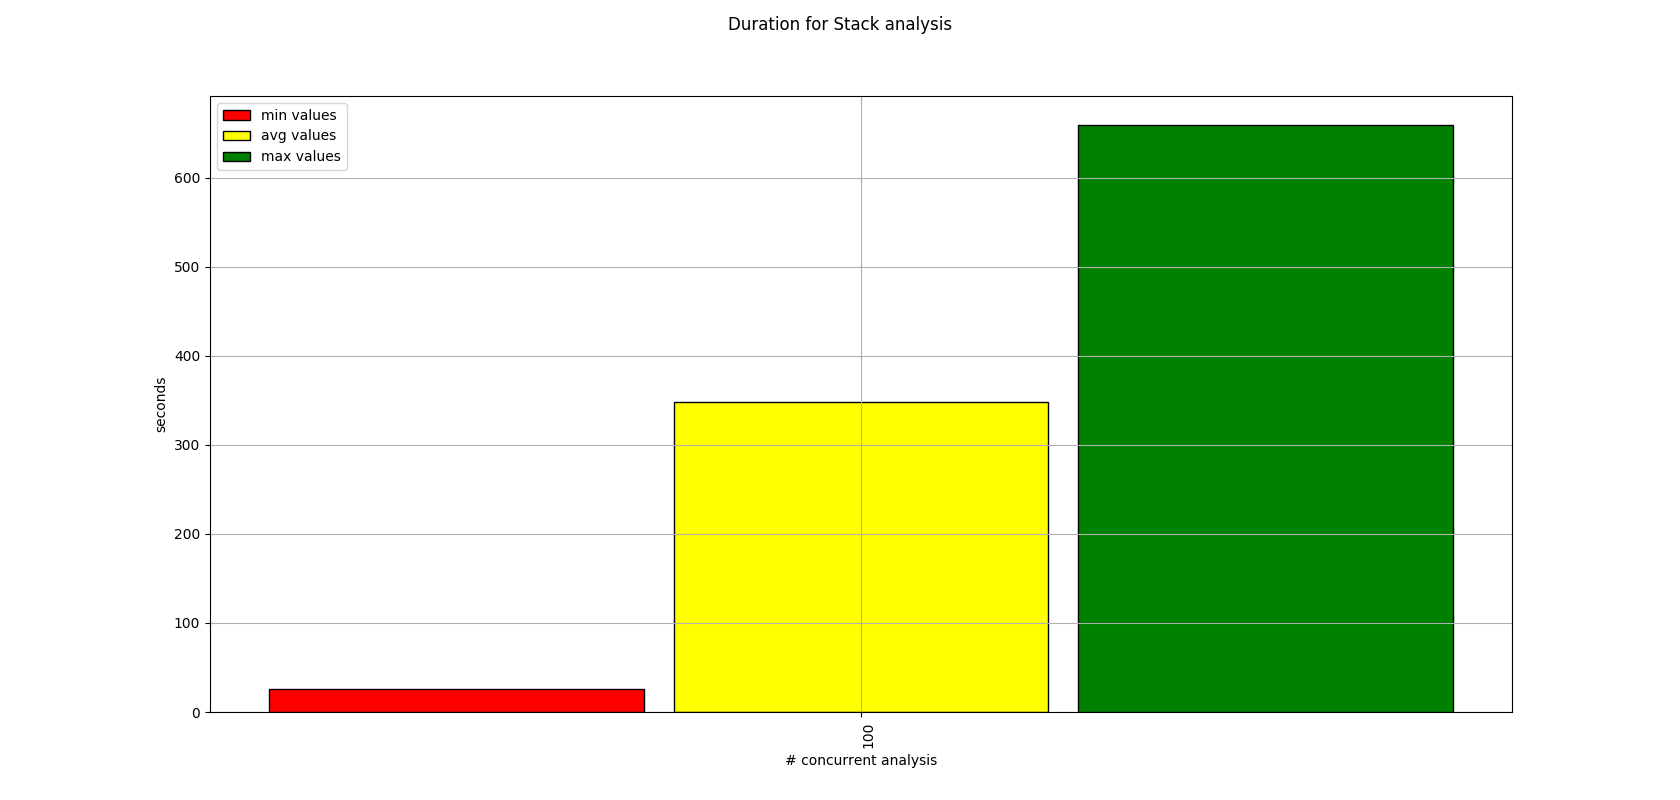 Duration for Stack analysis
min values
avg values
max values
600
500
400
300
200
100
0
seconds
100
# concurrent analysis